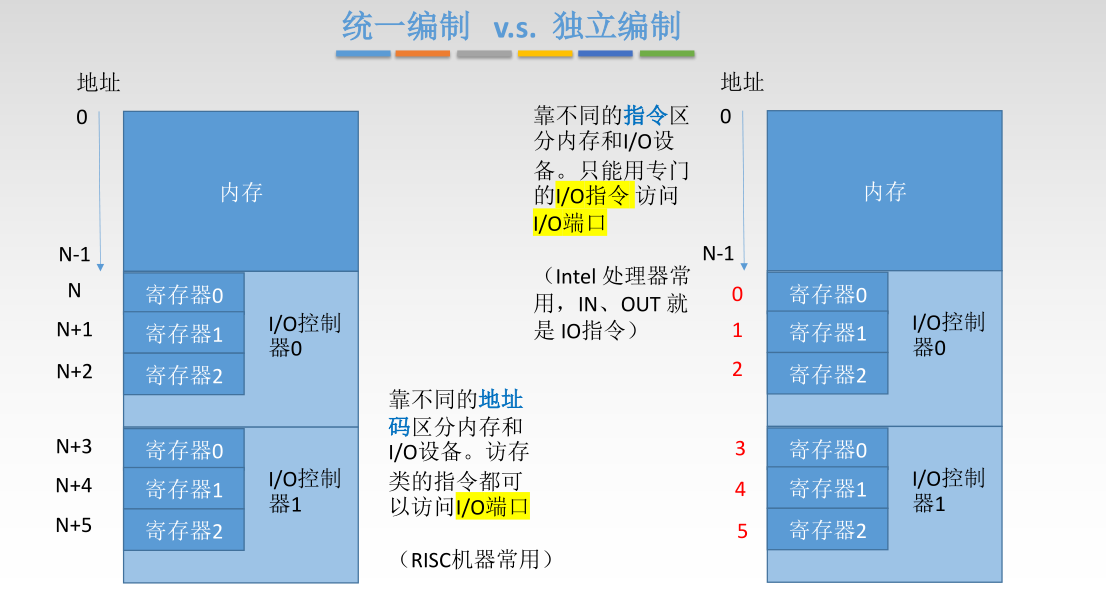 统一编制 v.s. 独立编制
地址
0
内存
N-1
N
寄存器0
N+1
寄存器1
N+2
寄存器2
I/O控制
器0
N+3
寄存器0
N+4
寄存器1
N+5
寄存器2
I/O控制
器1
靠不同的地址
码区分内存和
I/O设备。访存
类的指令都可
以访问I/O端口
（RISC机器常用）
靠不同的指令区
分内存和I/O设
备。只能用专门
的I/O指令 访问
I/O端口
（Intel 处理器常
用，IN、OUT 就
是 IO指令）
地址
0
内存
N-1
0
寄存器0
1
寄存器1
2
寄存器2
I/O控制
器0
3
寄存器0
4
寄存器1
5
寄存器2
I/O控制
器1